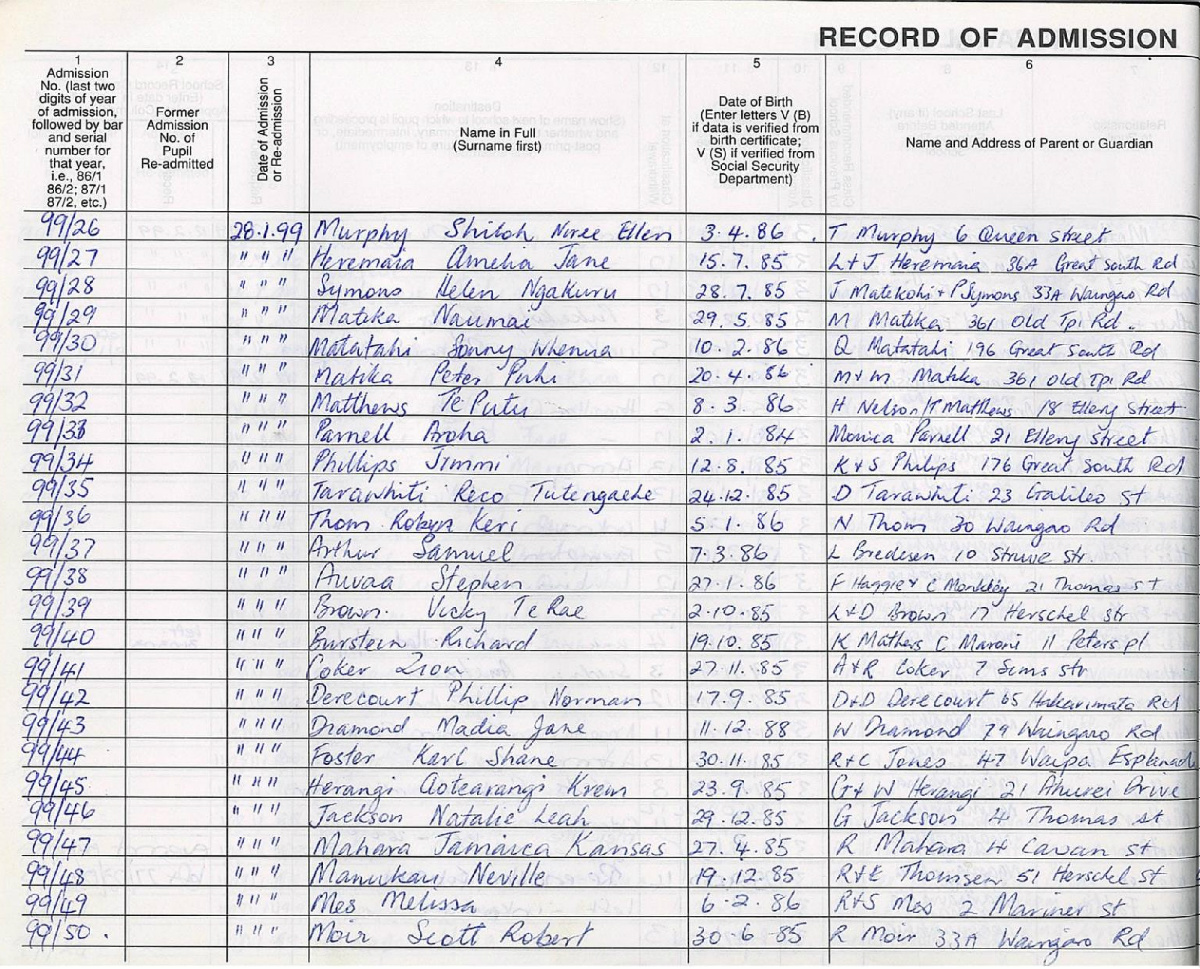 RECORD OF ADMISSION
1 2 3 4 5 6
Admission No. (last two digits of year of admission, followed by bar and serial number for that year, i.e., 86/1 86/2; 87/1 87/2, etc.)
Former Admission No. of Pupil Re-admitted
Date of Admission or Re-admission
Name in Full (Surname first)
Date of Birth (Enter letters V (B) if data is verified from birth certificate; V (S) if verified from Social Security Department)
Name and Address of Parent or Guardian
99/26 28.1.99 Murphy Shiloh Niree Ellen 3.4.86 T Murphy 6 Queen street
99/27 " " " Heremaia Amelia Jane 15.7.85 L+J Heremaia 36A Great South Rd
99/28 " " " Symons Helen Ngakuru 28.7.85 J Matekohi + P Symons 33A Waingaro Rd
99/29 " " " Matika Naumai 29.5.85 M Matika 361 Old Tpi Rd.
99/30 " " " Matatahi Sonny Whenua 10.2.86 Q Matatahi 196 Great South Rd
99/31 " " " Matika Peter 20.4.86 M+M Matika 361 Old Tpi Rd
99/32 " " " Matthews Te Putu 8.3.86 H Nelson/T Matthews 18 Ellery Street
99/33 " " " Parnell Aroha 2.1.84 Monica Parnell 21 Ellery Street
99/34 " " " Phillips Jimmi 12.8.85 K+S Philips 176 Great South Rd
99/35 " " " Tarawhiti Reco Tutengaehe 24.12.85 D Tarawhiti 23 Galileo St
99/36 " " " Thom Robyn Keri 5.1.86 N Thom 30 Waingaro Rd
99/37 " " " Arthur Samuel 7.3.86 L Bredesen 10 Struve Str.
99/38 " " " Auvaa Stephen 27.1.86 F Haggie + C 21 Thomas st
99/39 " " " Brown Vicky Te Rae 2.10.85 L+D Brown 17 Herschel str
99/40 " " " Burstein Richard 19.10.85 K Mathers C 11 Peters pl
99/41 " " " Coker Zion 27.11.85 A+R Coker 7 Sims str
99/42 " " " Derecourt Phillip Norman 17.9.85 D+D Derecourt 65 Hakarimata Rd
99/43 " " " Diamond Madia Jane 11.12.88 W Diamond 79 Waingaro Rd
99/44 " " " Foster Karl Shane 30.11.85 R+C Jones 47 Waipa Esplanade
99/45 " " " Herangi Aotearangi Krem 23.9.85 G+W Herangi 21 Ahurei Drive
99/46 " " " Jackson Natalie Leah 29.12.85 G Jackson 4 Thomas st
99/47 " " " Mahara Jamaica Kansas 27.4.85 R Mahara 4 Cavan st
99/48 " " " Manukau Neville 19.12.85 R+E Thomsen 51 Herschel st
99/49 " " " Mes Melissa 6.2.86 R+S Mes 2 Mariner st
99/50. " " " Moir Scott Robert 30.6.85 R Moir 33A Waingaro Rd